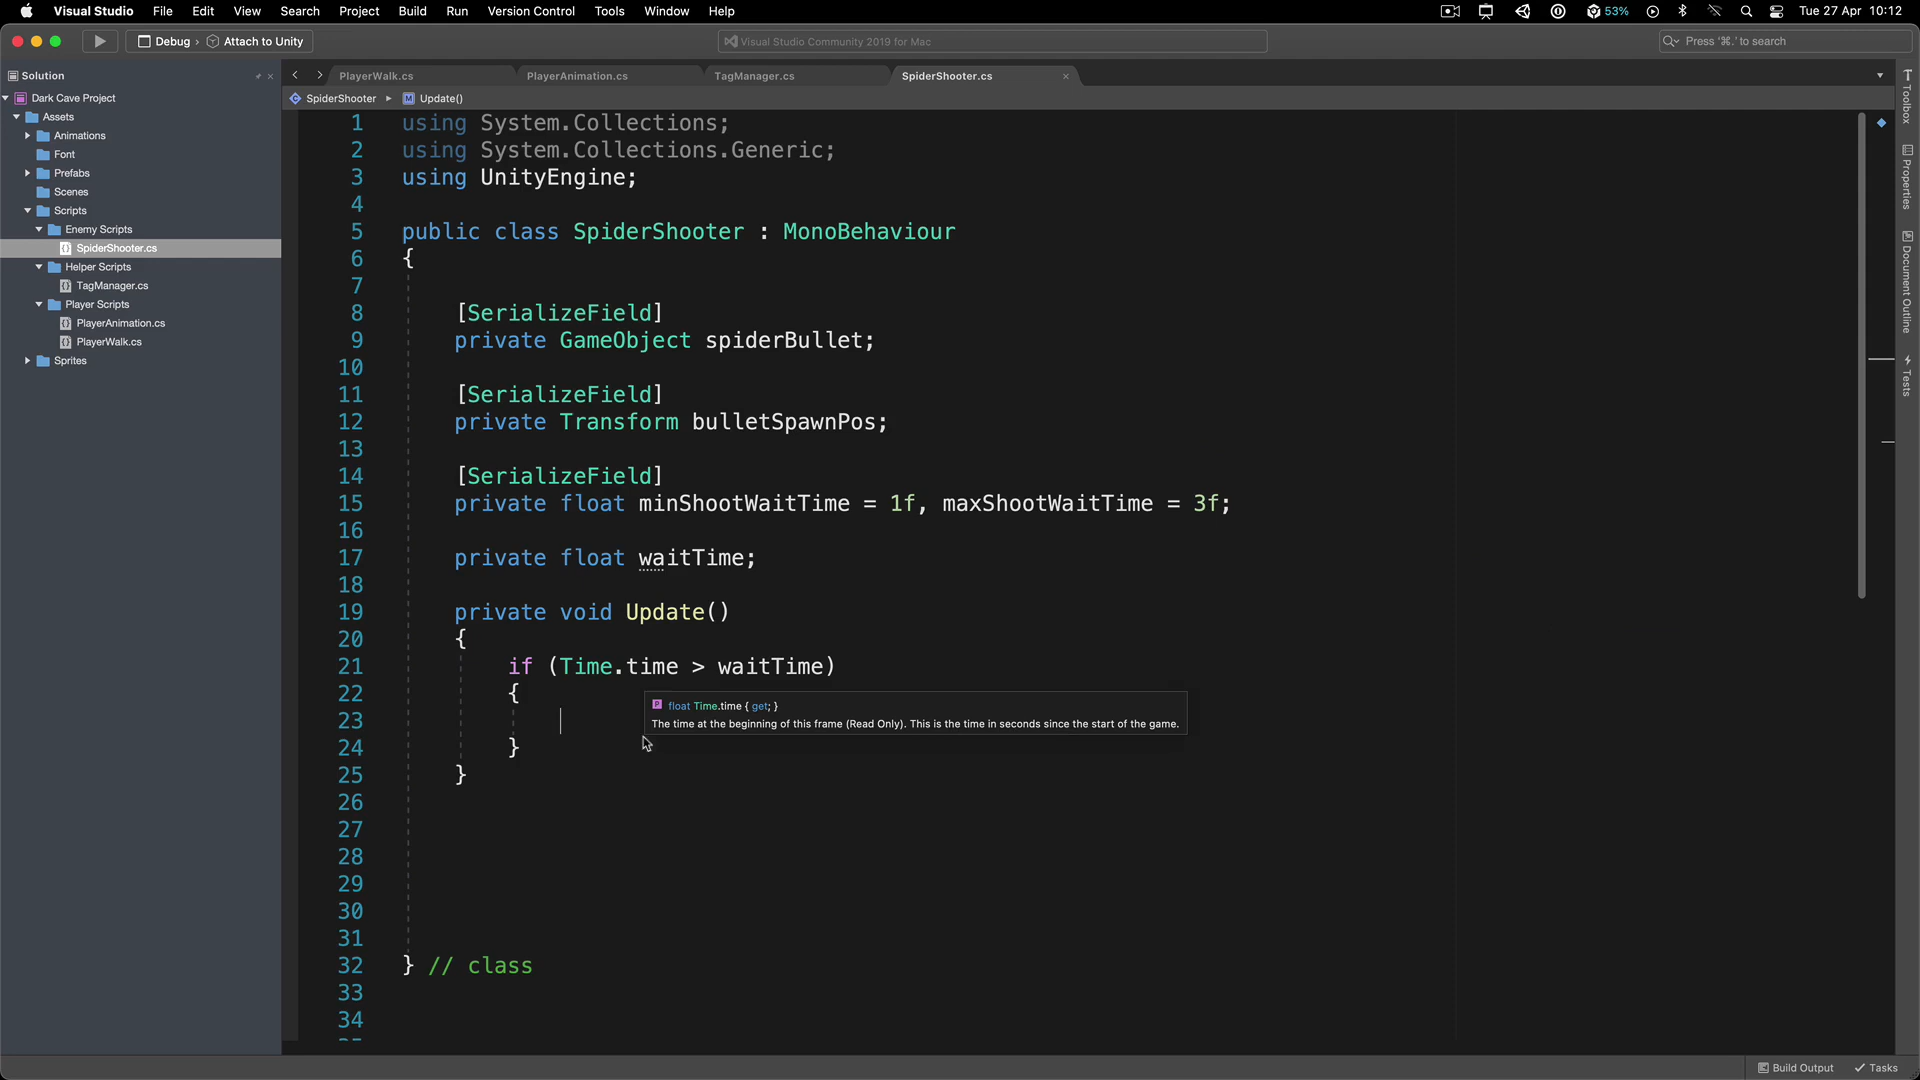 Visual Studio File Edit View Search Project Build Run Version Control Tools Window Help 53% Tue 27 Apr 10:12
Debug › Attach to Unity Visual Studio Community 2019 for Mac Press '⌘.' to search
Solution
PlayerWalk.cs PlayerAnimation.cs TagManager.cs SpiderShooter.cs
SpiderShooter Update()
Dark Cave Project
Assets
Animations
Font
Prefabs
Scenes
Scripts
Enemy Scripts
SpiderShooter.cs
Helper Scripts
TagManager.cs
Player Scripts
PlayerAnimation.cs
PlayerWalk.cs
Sprites
1 using System.Collections;
2 using System.Collections.Generic;
3 using UnityEngine;
4
5 public class SpiderShooter : MonoBehaviour
6 {
7
8 [SerializeField]
9 private GameObject spiderBullet;
10
11 [SerializeField]
12 private Transform bulletSpawnPos;
13
14 [SerializeField]
15 private float minShootWaitTime = 1f, maxShootWaitTime = 3f;
16
17 private float waitTime;
18
19 private void Update()
20 {
21 if (Time.time > waitTime)
22 {
23
24 }
25 }
26
27
28
29
30
31
32 } // class
33
34
float Time.time { get; }
The time at the beginning of this frame (Read Only). This is the time in seconds since the start of the game.
Toolbox
Properties
Document Outline
Tests
Build Output Tasks